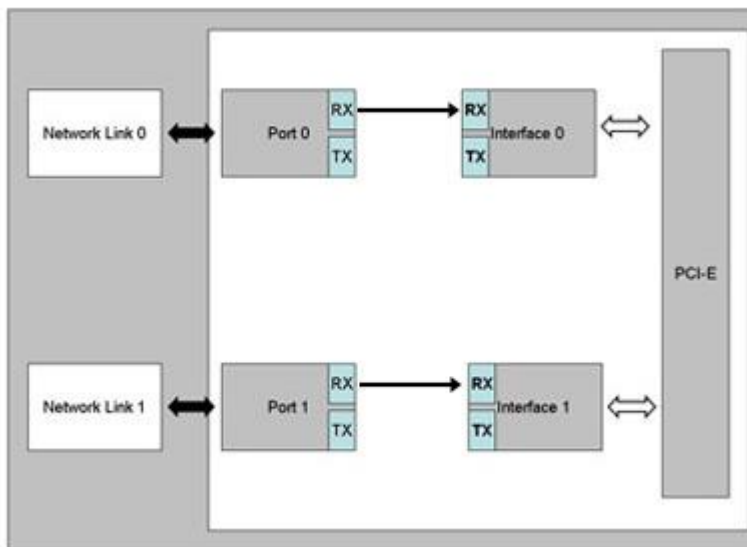 Network Link 0
Port 0
RX
TX
RX
TX
Interface 0
PCI-E
Network Link 1
Port 1
RX
TX
RX
TX
Interface 1